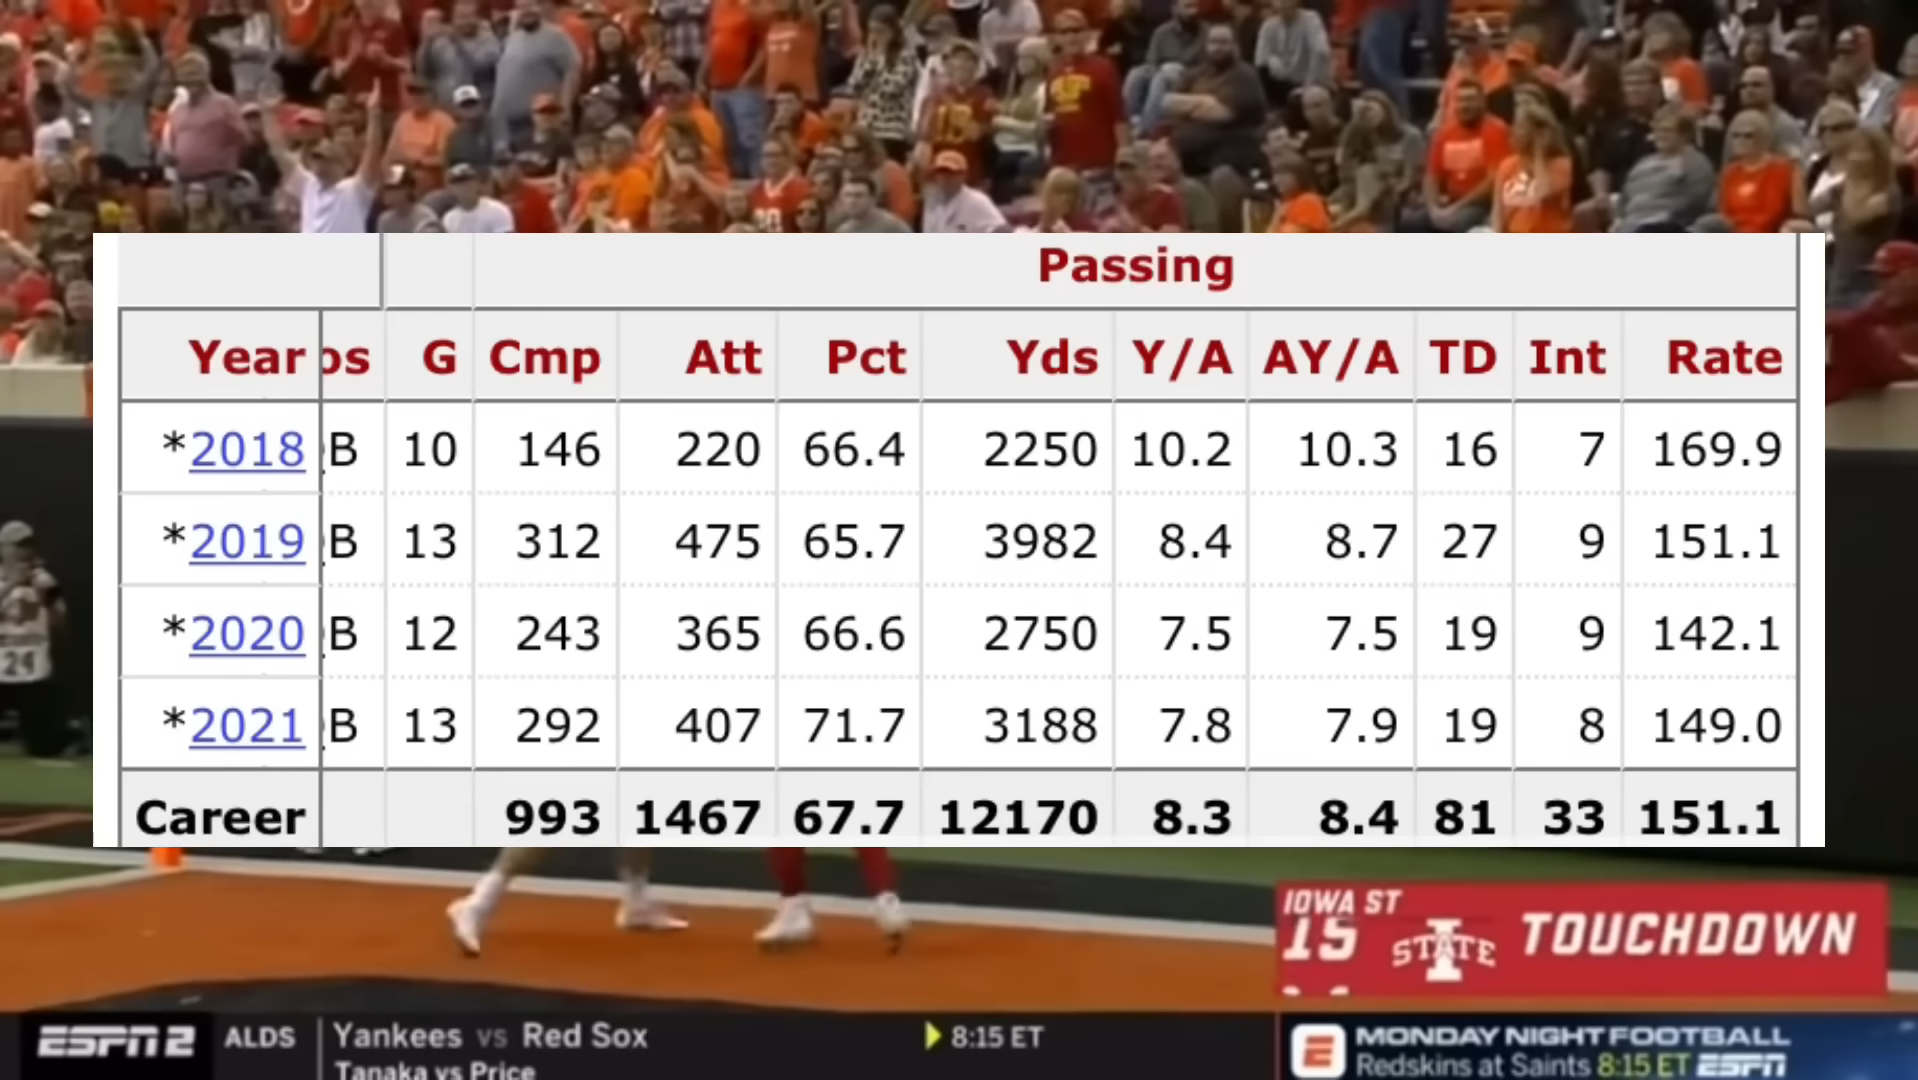 Passing
Year os G Cmp Att Pct Yds Y/A AY/A TD Int Rate
*2018 QB 10 146 220 66.4 2250 10.2 10.3 16 7 169.9
*2019 QB 13 312 475 65.7 3982 8.4 8.7 27 9 151.1
*2020 QB 12 243 365 66.6 2750 7.5 7.5 19 9 142.1
*2021 QB 13 292 407 71.7 3188 7.8 7.9 19 8 149.0
Career 993 1467 67.7 12170 8.3 8.4 81 33 151.1
24
IOWA ST
15 STATE TOUCHDOWN
ESPN2 ALDS Yankees vs Red Sox 8:15 ET
Tanaka vs Price
MONDAY NIGHT FOOTBALL
Redskins at Saints 8:15 ET ESPN